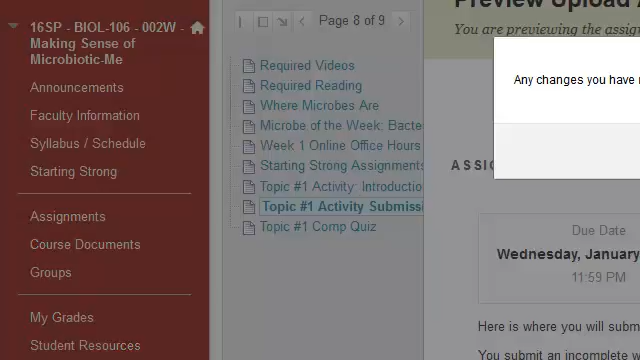 16SP - BIOL-106 - 002W -
Making Sense of
Microbiotic-Me
Announcements
Faculty Information
Syllabus / Schedule
Starting Strong
Assignments
Course Documents
Groups
My Grades
Student Resources
Page 8 of 9
Required Videos
Required Reading
Where Microbes Are
Microbe of the Week: Bacte
Week 1 Online Office Hours
Starting Strong Assignments
Topic #1 Activity: Introductio
Topic #1 Activity Submissi
Topic #1 Comp Quiz
Preview Upload A
You are previewing the assig
Any changes you have
ASSIG
Due Date
Wednesday, January
11:59 PM
Here is where you will subm
You submit an incomplete w